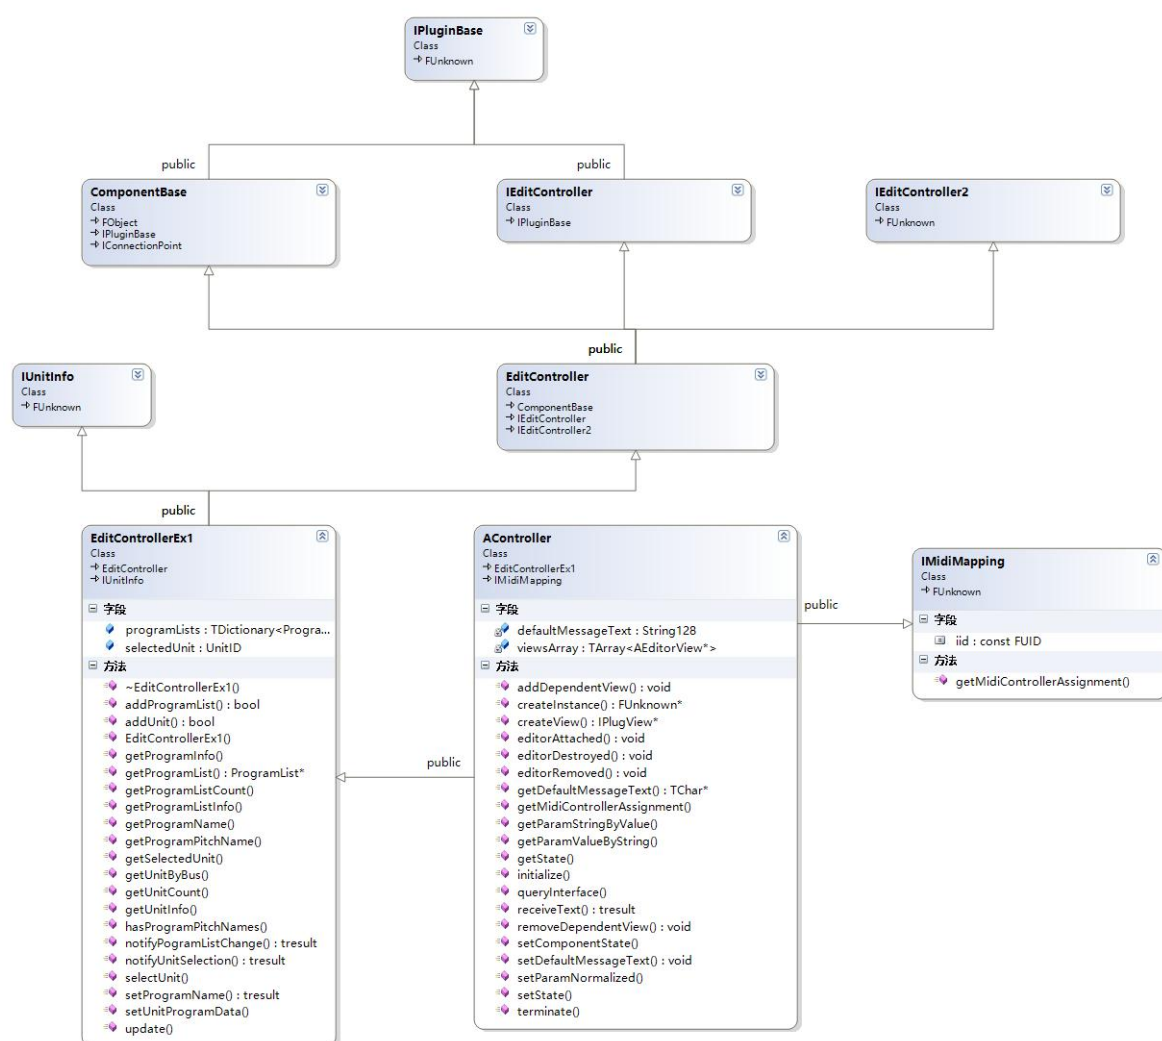 IPluginBase
Class
FUnknown
public
public
ComponentBase
Class
FObject
IPluginBase
IConnectionPoint
IEditController
Class
IPluginBase
IEditController2
Class
FUnknown
public
IUnitInfo
Class
FUnknown
EditController
Class
ComponentBase
IEditController
IEditController2
public
EditControllerEx1
Class
EditController
IUnitInfo
字段
programLists : TDictionary<Progra...
selectedUnit : UnitID
方法
~EditControllerEx1()
addProgramList() : bool
addUnit() : bool
EditControllerEx1()
getProgramInfo()
getProgramList() : ProgramList*
getProgramListCount()
getProgramListInfo()
getProgramName()
getProgramPitchName()
getSelectedUnit()
getUnitByBus()
getUnitCount()
getUnitInfo()
hasProgramPitchNames()
notifyPogramListChange() : tresult
notifyUnitSelection() : tresult
selectUnit()
setProgramName() : tresult
setUnitProgramData()
update()
public
AController
Class
EditControllerEx1
IMidiMapping
字段
defaultMessageText : String128
viewsArray : TArray<AEditorView*>
方法
addDependentView() : void
createInstance() : FUnknown*
createView() : IPlugView*
editorAttached() : void
editorDestroyed() : void
editorRemoved() : void
getDefaultMessageText() : TChar*
getMidiControllerAssignment()
getParamStringByValue()
getParamValueByString()
getState()
initialize()
queryInterface()
receiveText() : tresult
removeDependentView() : void
setComponentState()
setDefaultMessageText() : void
setParamNormalized()
setState()
terminate()
public
IMidiMapping
Class
FUnknown
字段
iid : const FUID
方法
getMidiControllerAssignment()